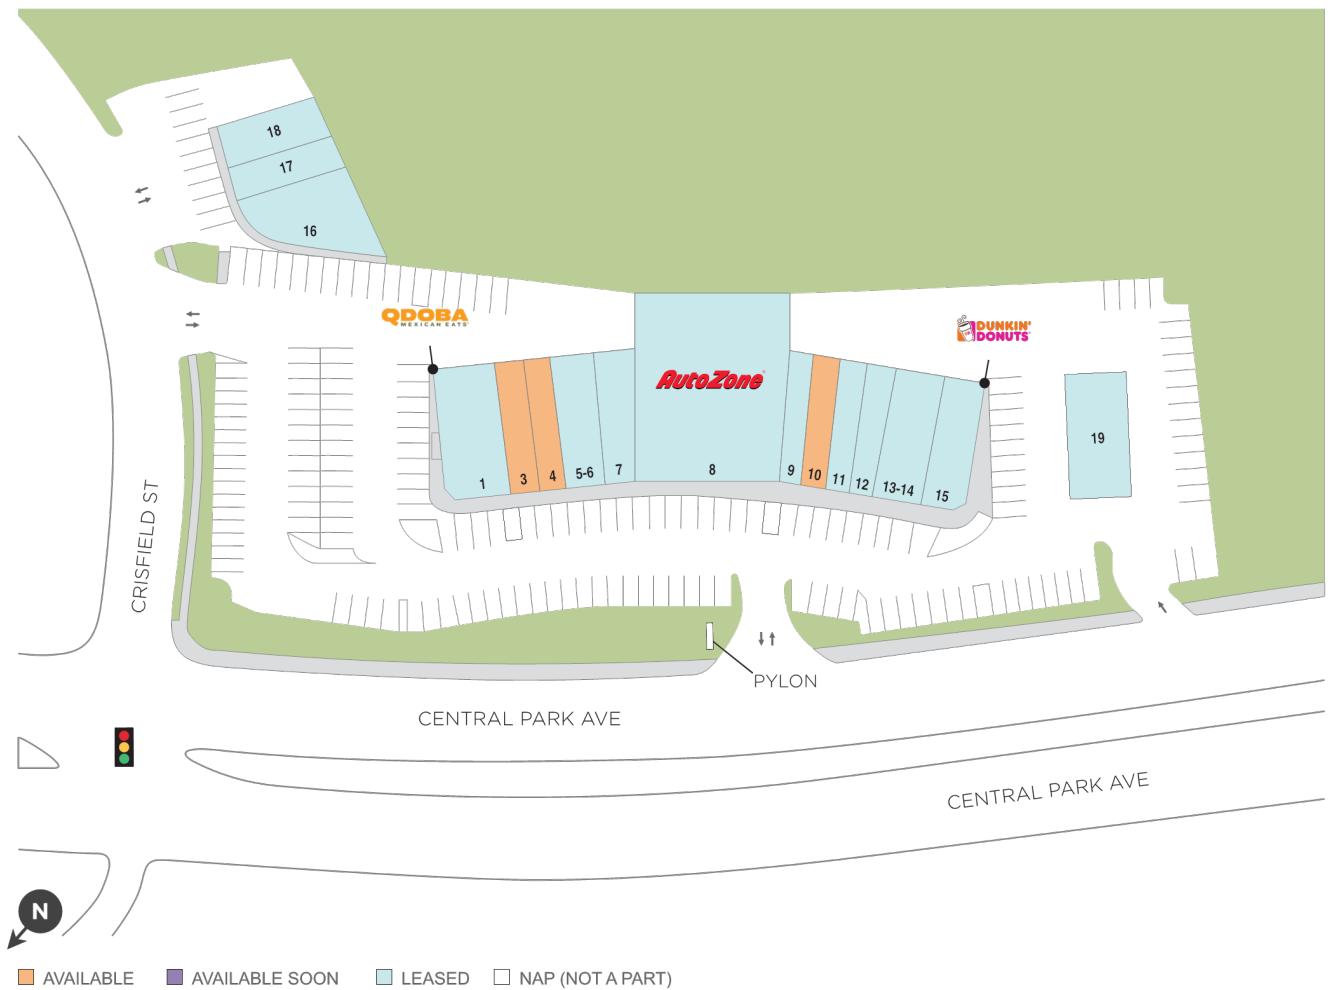 18
17
16
QDOBA
MEXICAN EATS
DUNKIN'
DONUTS
AutoZone
1
3
4
5-6
7
8
9
10
11
12
13-14
15
19
CRISFIELD ST
PYLON
CENTRAL PARK AVE
CENTRAL PARK AVE
N
AVAILABLE
AVAILABLE SOON
LEASED
NAP (NOT A PART)